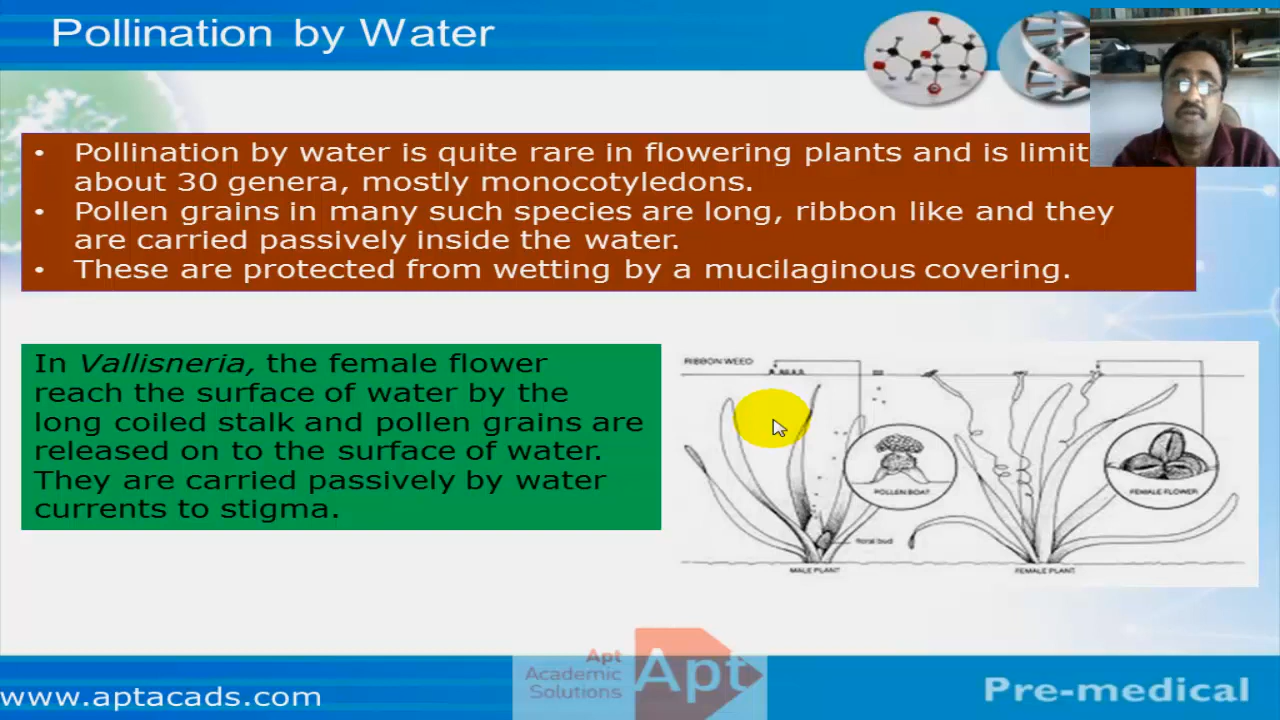 Pollination by Water
• Pollination by water is quite rare in flowering plants and is limit
about 30 genera, mostly monocotyledons.
• Pollen grains in many such species are long, ribbon like and they
are carried passively inside the water.
• These are protected from wetting by a mucilaginous covering.
In Vallisneria, the female flower
reach the surface of water by the
long coiled stalk and pollen grains are
released on to the surface of water.
They are carried passively by water
currents to stigma.
RIBBON WEED
POLLEN BOAT
FEMALE FLOWER
floral bud
MALE PLANT
FEMALE PLANT
Apt
Academic
Solutions
Apt
www.aptacads.com
Pre-medical